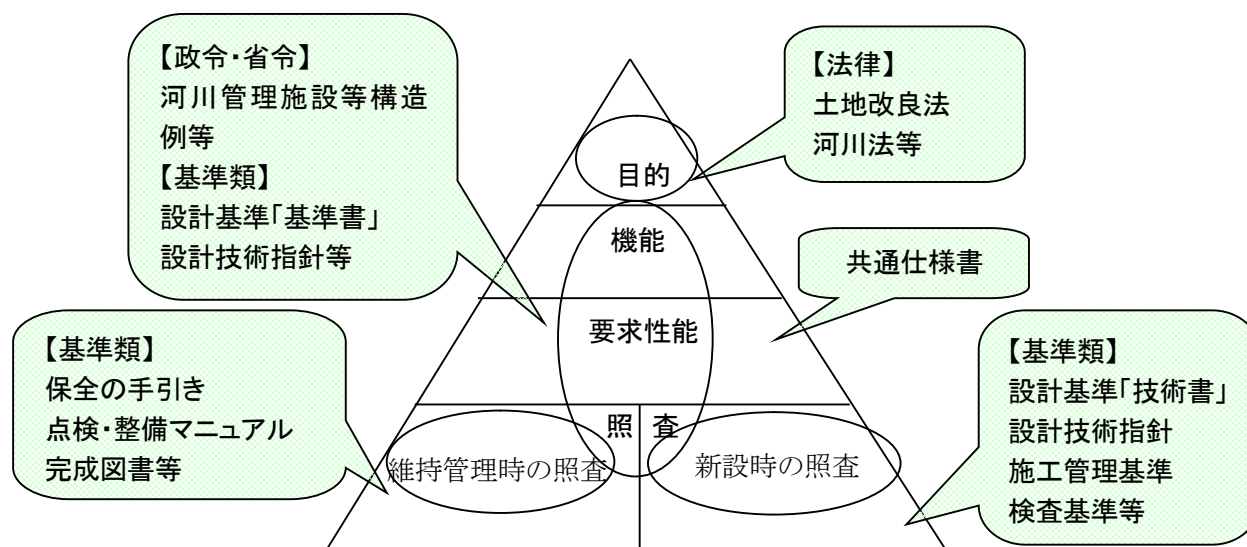 【政令・省令】
河川管理施設等構造
例等
【基準類】
設計基準「基準書」
設計技術指針等
【法律】
土地改良法
河川法等
目的
機能
共通仕様書
要求性能
【基準類】
保全の手引き
点検・整備マニュアル
完成図書等
【基準類】
設計基準「技術書」
設計技術指針
施工管理基準
検査基準等
照 査
維持管理時の照査
新設時の照査